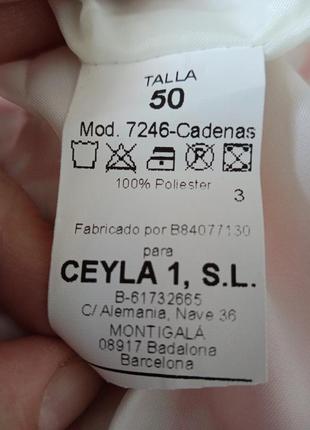 TALLA
50
Mod. 7246-Cadenas
100% Poliester
3
Fabricado por B84077130
para
CEYLA 1, S.L.
B-61732665
C/ Alemania, Nave 36
MONTIGALÁ
08917 Badalona
Barcelona